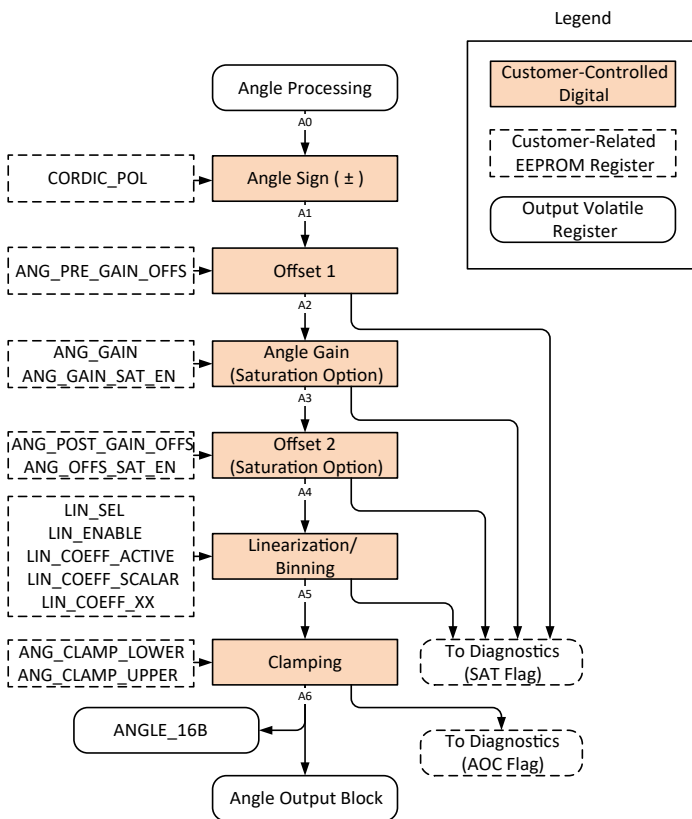 Legend
Customer-Controlled
Digital
Customer-Related
EEPROM Register
Output Volatile
Register
Angle Processing
A0
CORDIC_POL
Angle Sign ( ± )
A1
ANG_PRE_GAIN_OFFS
Offset 1
A2
ANG_GAIN
ANG_GAIN_SAT_EN
Angle Gain
(Saturation Option)
A3
ANG_POST_GAIN_OFFS
ANG_OFFS_SAT_EN
Offset 2
(Saturation Option)
A4
LIN_SEL
LIN_ENABLE
LIN_COEFF_ACTIVE
LIN_COEFF_SCALAR
LIN_COEFF_XX
Linearization/
Binning
A5
ANG_CLAMP_LOWER
ANG_CLAMP_UPPER
Clamping
To Diagnostics
(SAT Flag)
A6
ANGLE_16B
To Diagnostics
(AOC Flag)
Angle Output Block